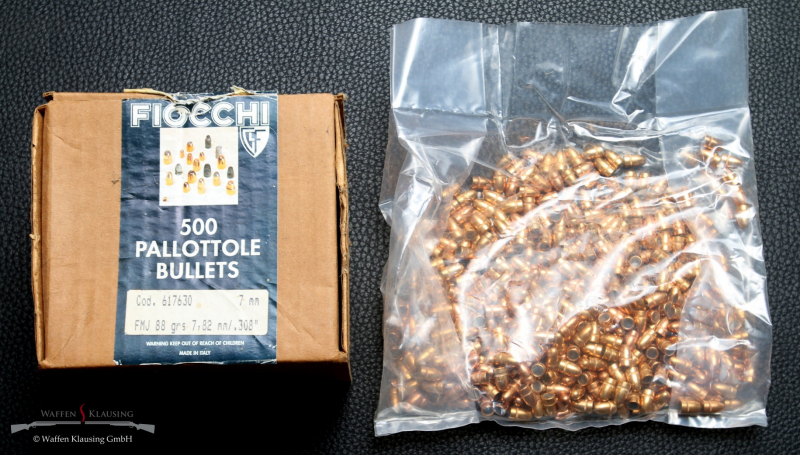 FIOCCHI
GF
500
PALLOTTOLE
BULLETS
Cod. 617630 7 mm
FMJ 88 grs 7,82 mm/.308"
WARNING KEEP OUT OF REACH OF CHILDREN
MADE IN ITALY
WAFFEN KLAUSING
© Waffen Klausing GmbH